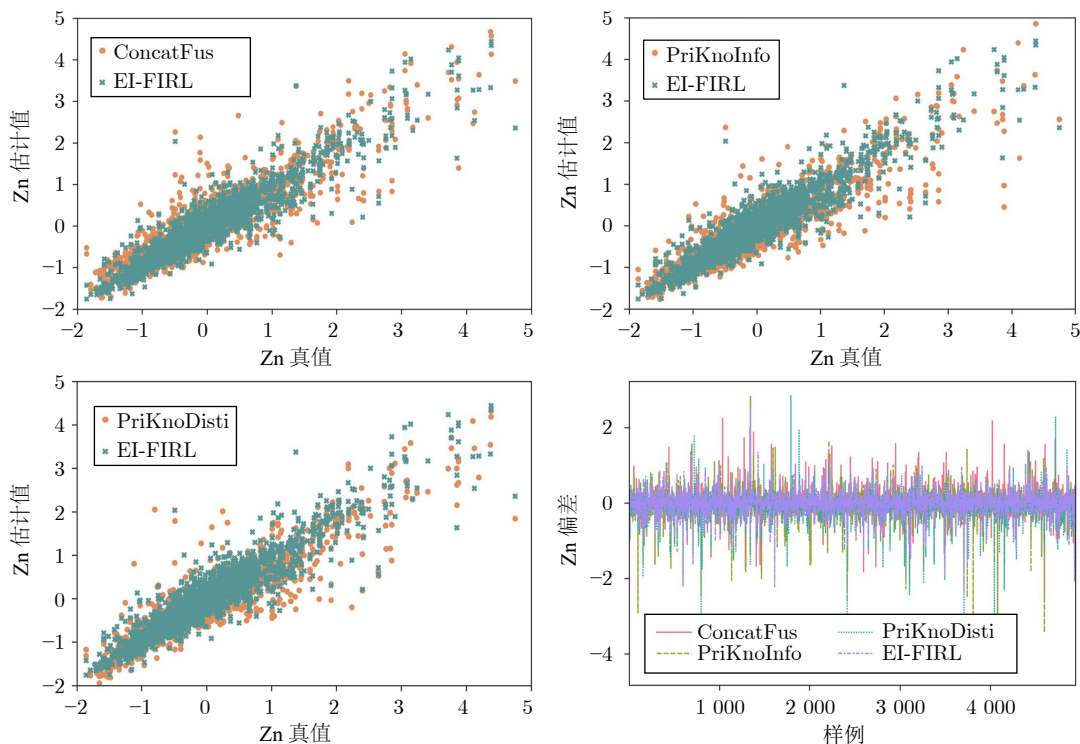 5
4
3
2
1
0
−1
−2
Zn 估计值
ConcatFus
EI-FIRL
−2 −1 0 1 2 3 4 5
Zn 真值
5
4
3
2
1
0
−1
−2
Zn 估计值
PriKnoInfo
EI-FIRL
−2 −1 0 1 2 3 4 5
Zn 真值
5
4
3
2
1
0
−1
−2
Zn 估计值
PriKnoDisti
EI-FIRL
−2 −1 0 1 2 3 4 5
Zn 真值
2
0
−2
−4
Zn 偏差
ConcatFus PriKnoDisti
PriKnoInfo EI-FIRL
1 000 2 000 3 000 4 000
样例